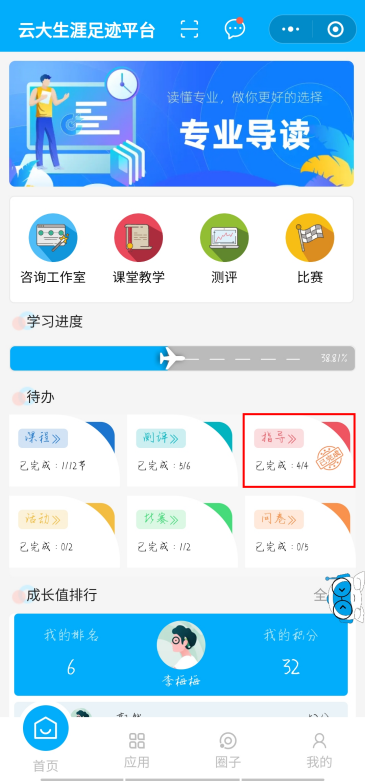 云大生涯足迹平台
读懂专业，做你更好的选择
专业导读
咨询工作室 课堂教学 测评 比赛
学习进度
38.81%
待办
课程 测评 指导
已完成：1/12节 已完成：5/6 已完成：4/4
活动 比赛 问卷
已完成：0/2 已完成：1/2 已完成：0/5
成长值排行
全
我的排名 我的积分
6 李梅梅 32
首页 应用 圈子 我的